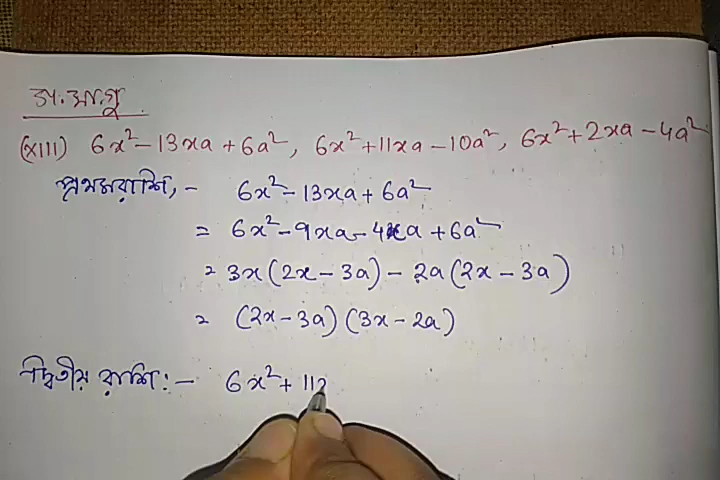 ল.সা.গু
(XIII) 6x² - 13xa + 6a², 6x² + 11xa - 10a², 6x² + 2xa - 4a²
প্রথমরাশি,- 6x² - 13xa + 6a²
= 6x² - 9xa - 4xa + 6a²
= 3x(2x - 3a) - 2a(2x - 3a)
= (2x - 3a)(3x - 2a)
দ্বিতীয় রাশি:- 6x² + 11x